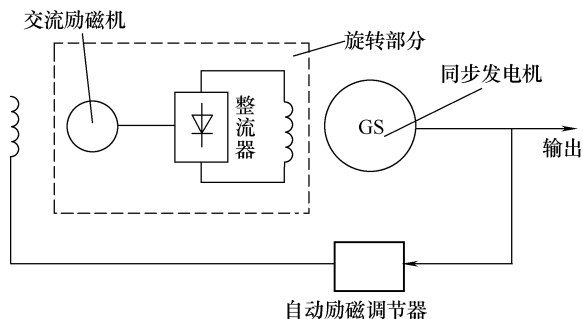 交流励磁机
旋转部分
同步发电机
整流器
GS
输出
自动励磁调节器